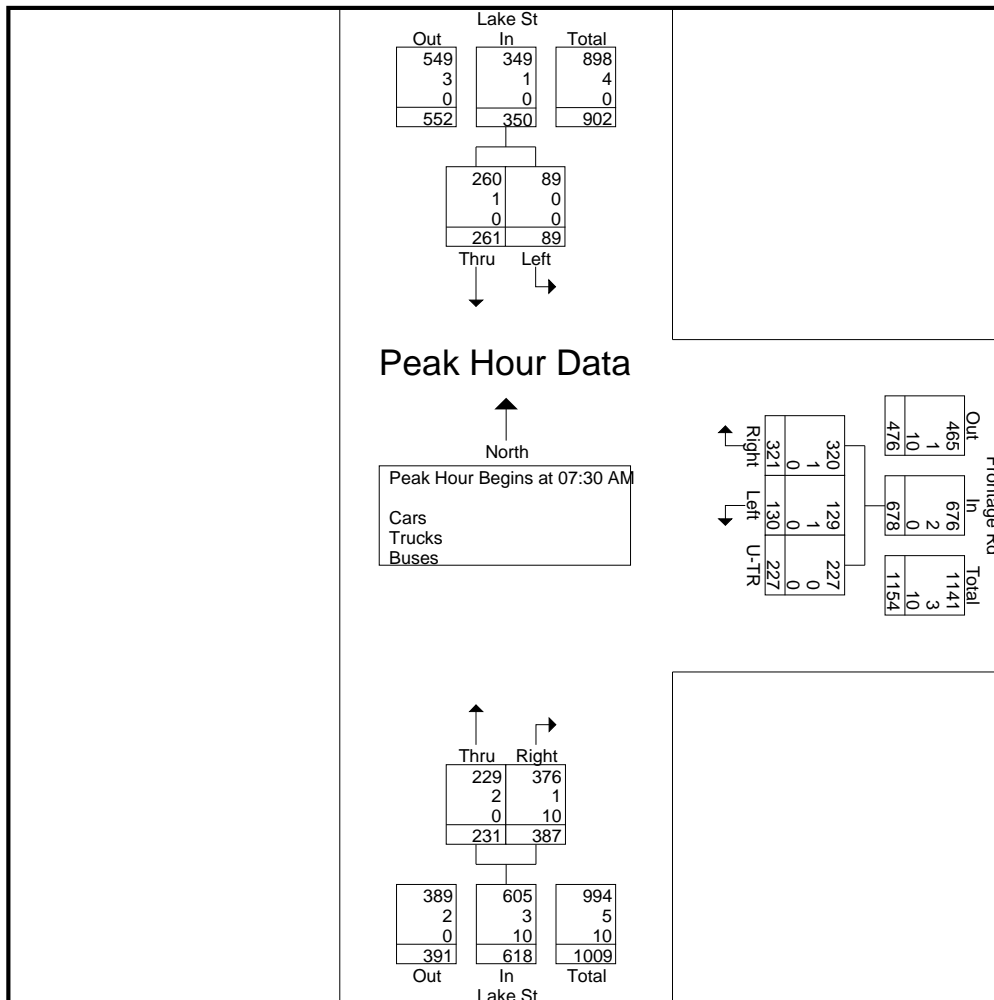 Lake St
Out In Total
549 349 898
3 1 4
0 0 0
552 350 902
260 89
1 0
0 0
261 89
Thru Left
Peak Hour Data
North
Peak Hour Begins at 07:30 AM
Cars
Trucks
Buses
Right Left U-TR
320 129 227
1 1 0
0 0 0
321 130 227
Frontage Rd
Out In Total
465 676 1141
1 2 3
10 0 10
476 678 1154
Thru Right
229 376
2 1
0 10
231 387
389 605 994
2 3 5
0 10 10
391 618 1009
Out In Total
Lake St